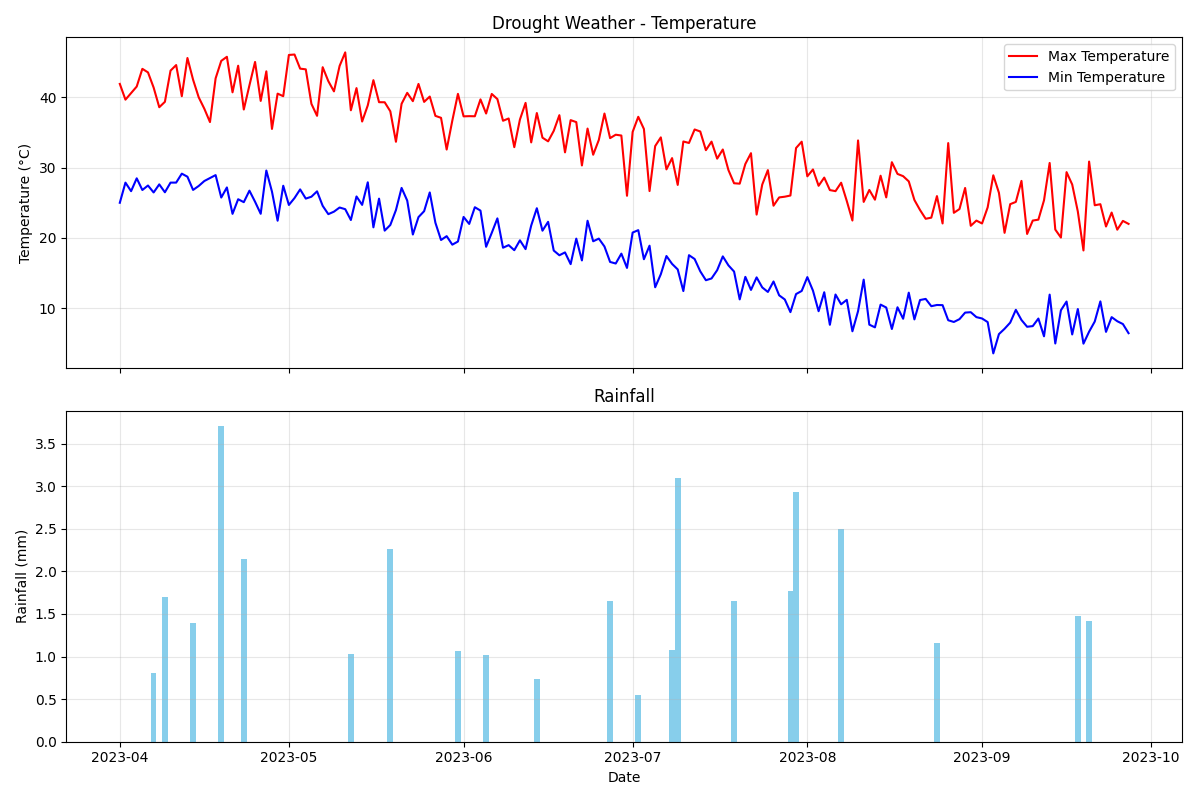 Drought Weather - Temperature
Max Temperature
Min Temperature
Temperature (°C)
40
30
20
10
Rainfall
Rainfall (mm)
3.5
3.0
2.5
2.0
1.5
1.0
0.5
0.0
2023-04 2023-05 2023-06 2023-07 2023-08 2023-09 2023-10
Date